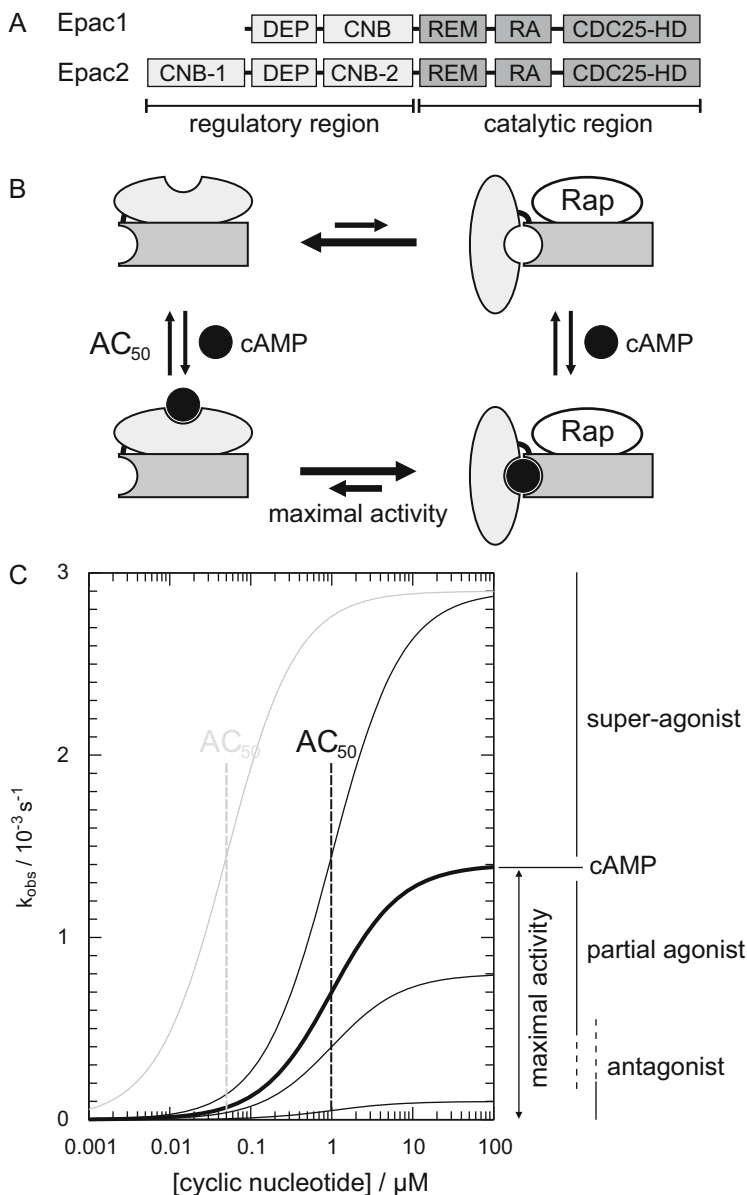 A
Epac1 DEP CNB REM RA CDC25-HD
Epac2 CNB-1 DEP CNB-2 REM RA CDC25-HD
regulatory region catalytic region
B
Rap
AC50 cAMP cAMP
Rap
maximal activity
C
3
2
1
0
kobs / 10-3s-1
AC50 AC50
super-agonist
cAMP
partial agonist
antagonist
maximal activity
0.001 0.01 0.1 1 10 100
[cyclic nucleotide] / μM